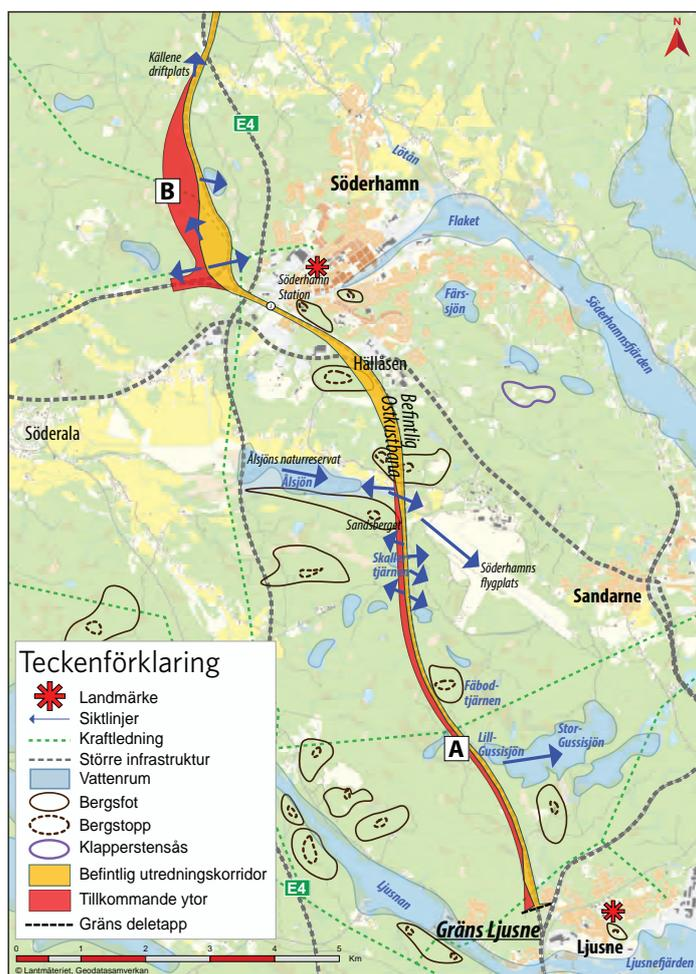 N
Källene
driftplats
E4
Lötån
B
Söderhamn
Flaket
Söderhamn
Station
Färs-
sjön
Söderhamnsfjärden
Hällåsen
Befintlig
Ostkustbana
Söderala
Ålsjöns naturreservat
Ålsjön
Sandsberget
Skaller-
tjärnen
Söderhamns
flygplats
Sandarne
Fäbod-
tjärnen
Lill-
Gussisjön
Stor-
Gussisjön
A
Teckenförklaring
Landmärke
Siktlinjer
Kraftledning
Större infrastruktur
Vattenrum
Bergsfot
Bergstopp
Klapperstensås
Befintlig utredningskorridor
Tillkommande ytor
Gräns deletapp
E4
Ljusnan
Gräns Ljusne
Ljusne
Ljusnefjärden
0 1 2 3 4 5
Km
© Lantmäteriet, Geodatasamverkan